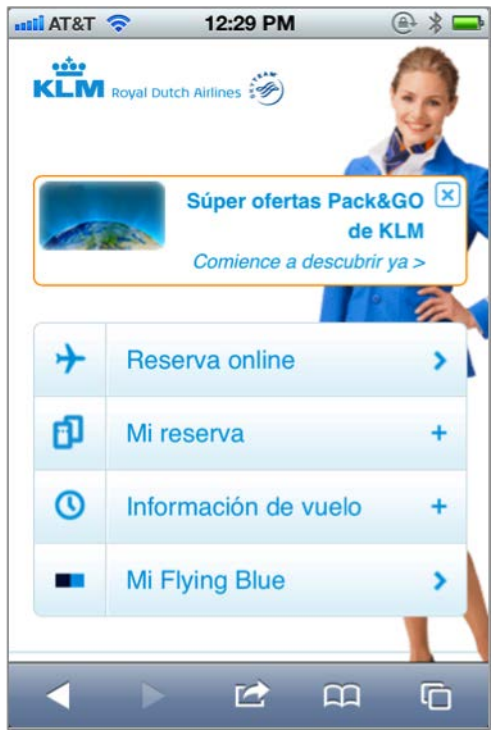 AT&T 12:29 PM
KLM Royal Dutch Airlines SKYTEAM
Súper ofertas Pack&GO
de KLM
Comience a descubrir ya >
Reserva online
Mi reserva +
Información de vuelo +
Mi Flying Blue